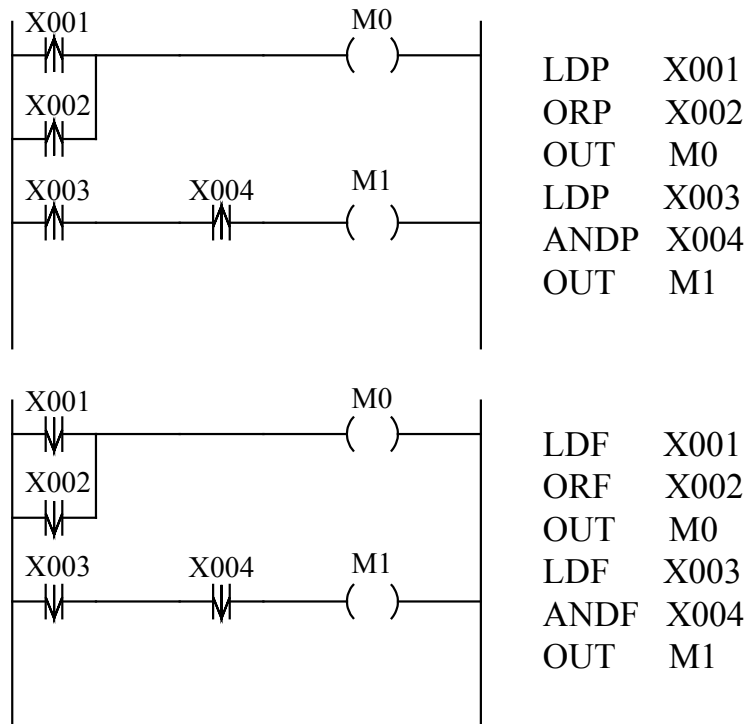 X001 M0
X002
X003 X004 M1
LDP X001
ORP X002
OUT M0
LDP X003
ANDP X004
OUT M1
X001 M0
X002
X003 X004 M1
LDF X001
ORF X002
OUT M0
LDF X003
ANDF X004
OUT M1